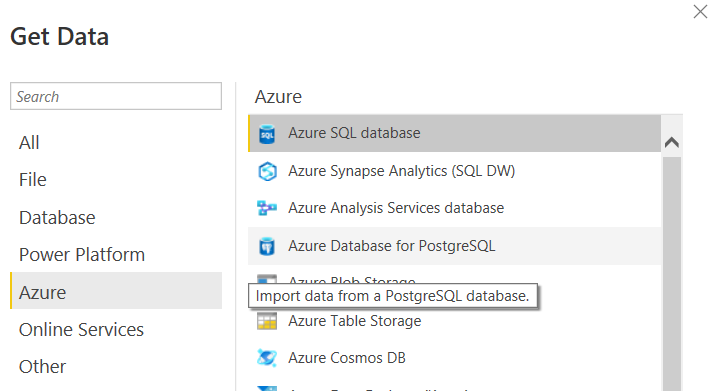 Get Data
Search
All
File
Database
Power Platform
Azure
Online Services
Other
Azure
Azure SQL database
Azure Synapse Analytics (SQL DW)
Azure Analysis Services database
Azure Database for PostgreSQL
Azure Blob Storage
Import data from a PostgreSQL database.
Azure Table Storage
Azure Cosmos DB